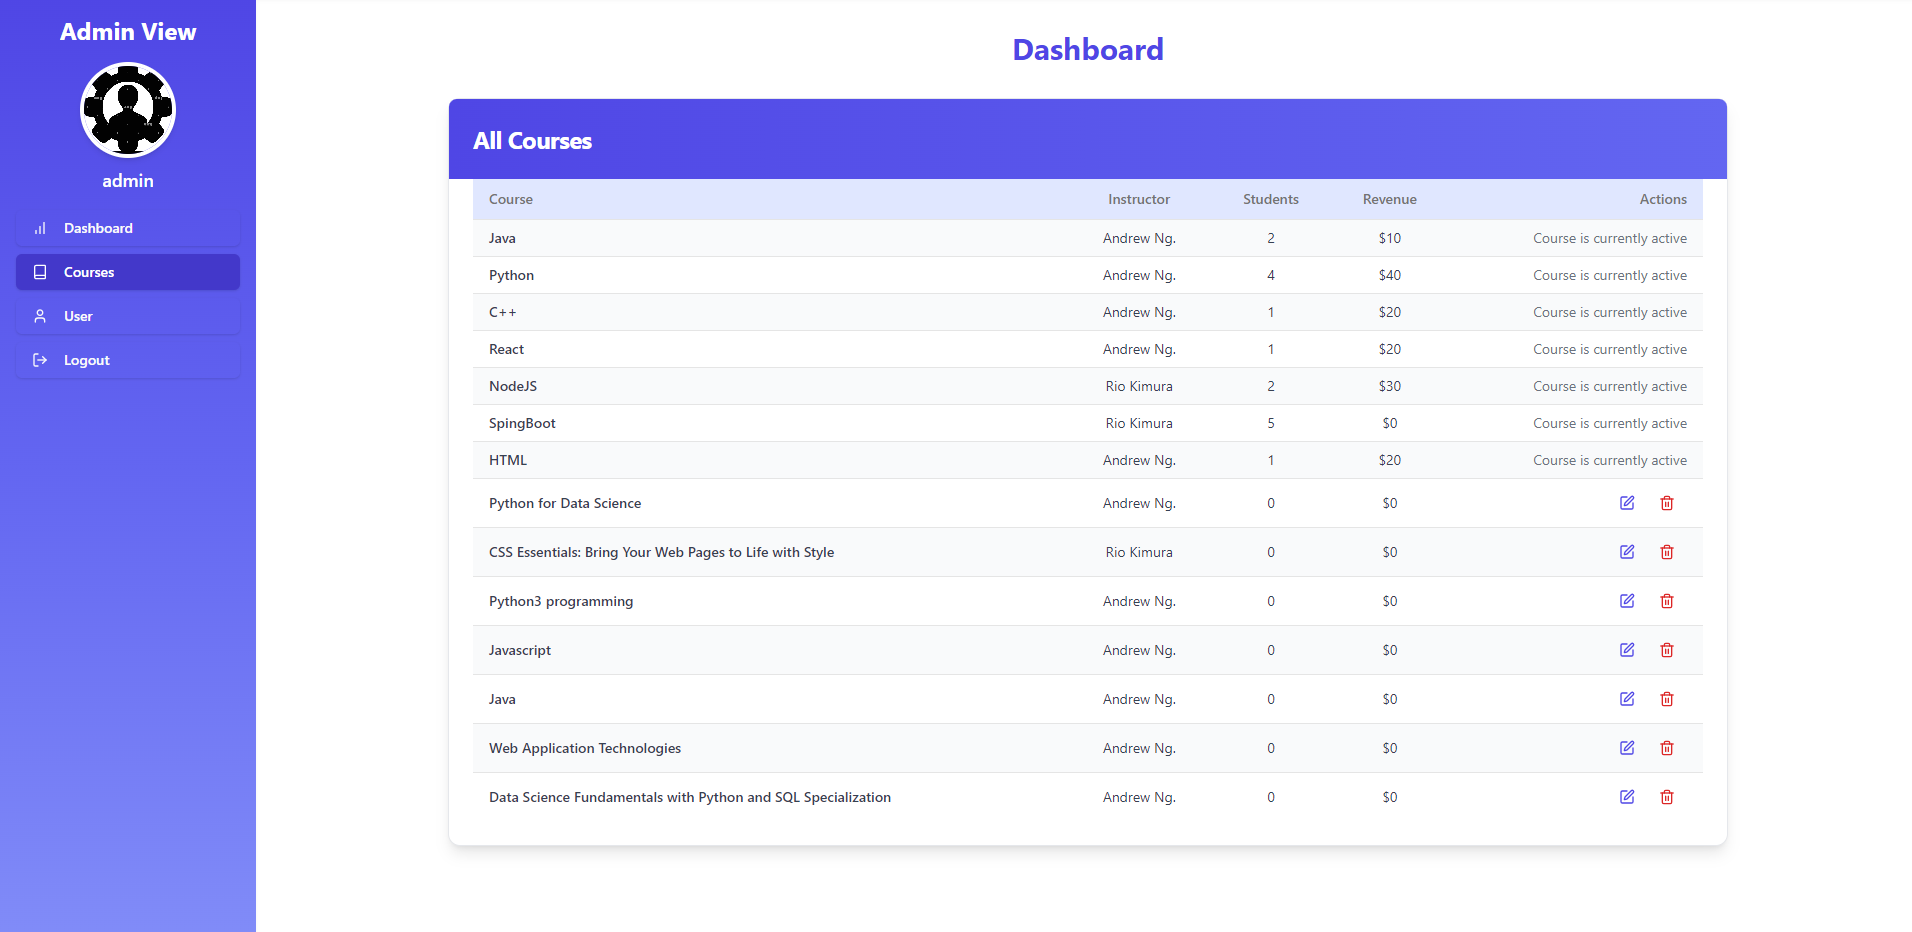 Admin View
admin
Dashboard
Courses
User
Logout
Dashboard
All Courses
Course Instructor Students Revenue Actions
Java Andrew Ng. 2 $10 Course is currently active
Python Andrew Ng. 4 $40 Course is currently active
C++ Andrew Ng. 1 $20 Course is currently active
React Andrew Ng. 1 $20 Course is currently active
NodeJS Rio Kimura 2 $30 Course is currently active
SpingBoot Rio Kimura 5 $0 Course is currently active
HTML Andrew Ng. 1 $20 Course is currently active
Python for Data Science Andrew Ng. 0 $0
CSS Essentials: Bring Your Web Pages to Life with Style Rio Kimura 0 $0
Python3 programming Andrew Ng. 0 $0
Javascript Andrew Ng. 0 $0
Java Andrew Ng. 0 $0
Web Application Technologies Andrew Ng. 0 $0
Data Science Fundamentals with Python and SQL Specialization Andrew Ng. 0 $0